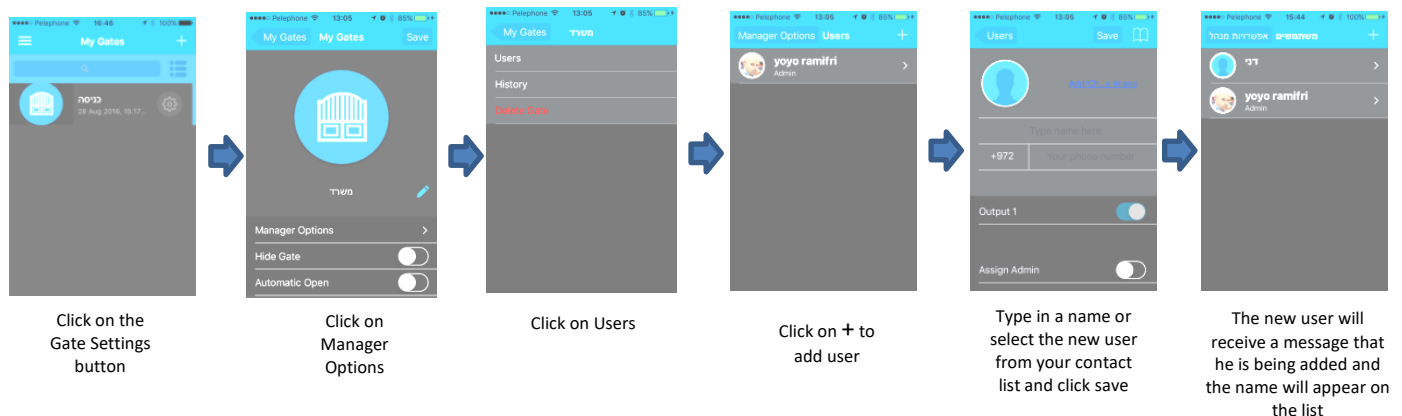 Pelephone 16:46 100%
My Gates +
כניסה
28 Aug 2016, 15:17...
Click on the
Gate Settings
button
Pelephone 13:05 85%
My Gates My Gates Save
משרד
Manager Options >
Hide Gate
Automatic Open
Click on
Manager
Options
Pelephone 13:05 85%
My Gates משרד
Users
History
Delete Gate
Click on Users
Pelephone 13:05 85%
Manager Options Users +
yoyo ramifri >
Admin
Click on + to
add user
Pelephone 13:06 85%
Users Save
Type name here
+972 Your phone number
Output 1
Assign Admin
Type in a name or
select the new user
from your contact
list and click save
Pelephone 15:44 100%
אפשרויות מנהל משתמשים +
דני >
yoyo ramifri >
Admin
The new user will
receive a message that
he is being added and
the name will appear on
the list